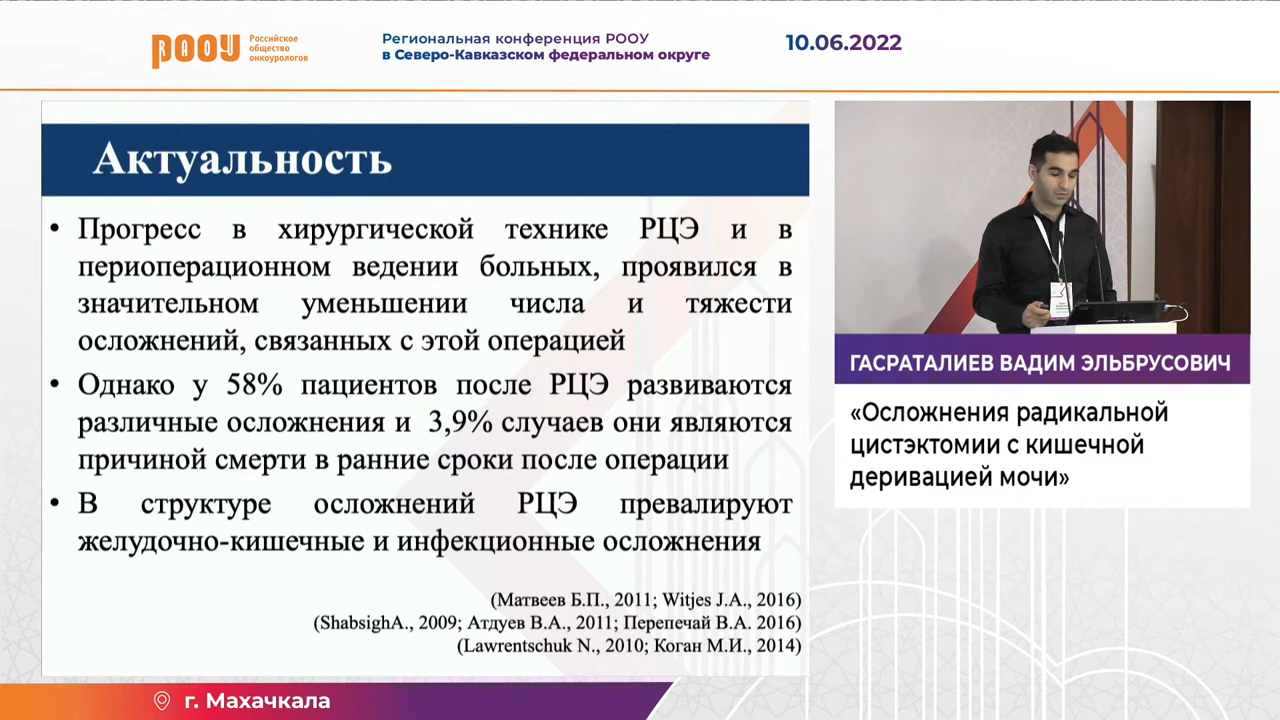 РООУ
Российское
общество
онкоурологов
Региональная конференция РООУ
в Северо-Кавказском федеральном округе
10.06.2022
Актуальность
• Прогресс в хирургической технике РЦЭ и в
периоперационном ведении больных, проявился в
значительном уменьшении числа и тяжести
осложнений, связанных с этой операцией
• Однако у 58% пациентов после РЦЭ развиваются
различные осложнения и 3,9% случаев они являются
причиной смерти в ранние сроки после операции
• В структуре осложнений РЦЭ превалируют
желудочно-кишечные и инфекционные осложнения
(Матвеев Б.П., 2011; Witjes J.A., 2016)
(ShabsighA., 2009; Атдуев В.А., 2011; Перепечай В.А. 2016)
(Lawrentschuk N., 2010; Коган М.И., 2014)
ГАСРАТАЛИЕВ ВАДИМ ЭЛЬБРУСОВИЧ
«Осложнения радикальной
цистэктомии с кишечной
деривацией мочи»
г. Махачкала